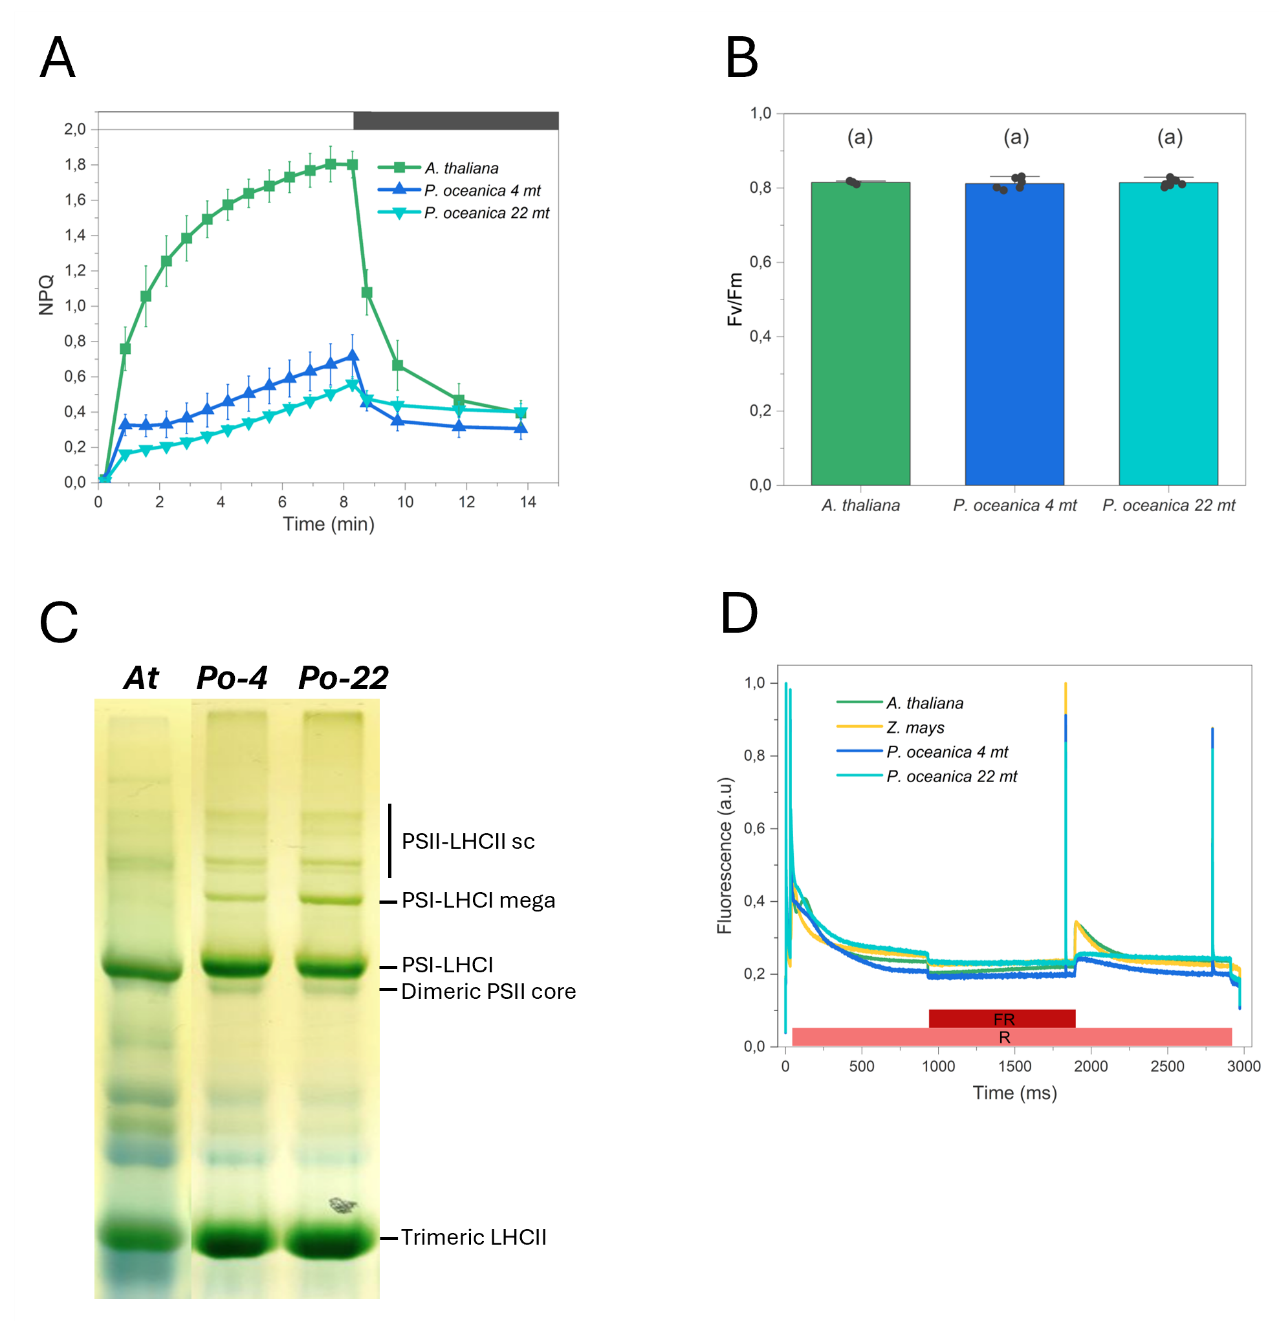 A
2,0
1,8
1,6
1,4
1,2
1,0
0,8
0,6
0,4
0,2
0,0
NPQ
A. thaliana
P. oceanica 4 mt
P. oceanica 22 mt
0 2 4 6 8 10 12 14
Time (min)
B
1,0
0,8
0,6
0,4
0,2
0,0
Fv/Fm
(a) (a) (a)
A. thaliana P. oceanica 4 mt P. oceanica 22 mt
C
At Po-4 Po-22
PSII-LHCII sc
PSI-LHCI mega
PSI-LHCI
Dimeric PSII core
Trimeric LHCII
D
1,0
0,8
0,6
0,4
0,2
0,0
Fluorescence (a.u)
A. thaliana
Z. mays
P. oceanica 4 mt
P. oceanica 22 mt
FR
R
0 500 1000 1500 2000 2500 3000
Time (ms)